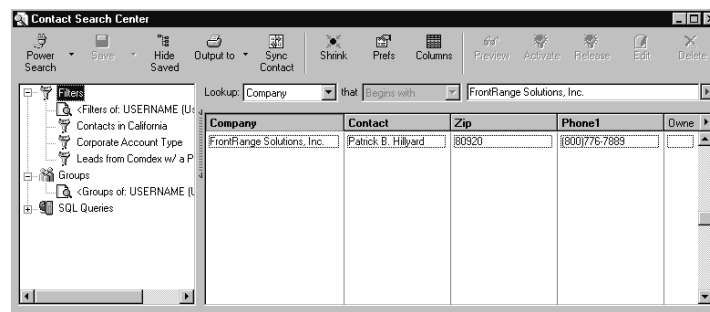 Contact Search Center
Power Search
Save
Hide Saved
Output to
Sync Contact
Shrink
Prefs
Columns
Preview
Activate
Release
Edit
Delete
Filters
<Filters of: USERNAME (Us
Contacts in California
Corporate Account Type
Leads from Comdex w/ a P
Groups
<Groups of: USERNAME (U
SQL Queries
Lookup: Company that Begins with FrontRange Solutions, Inc.
Company Contact Zip Phone1 Owne
FrontRange Solutions, Inc. Patrick B. Hillyard 80920 (800)776-7889